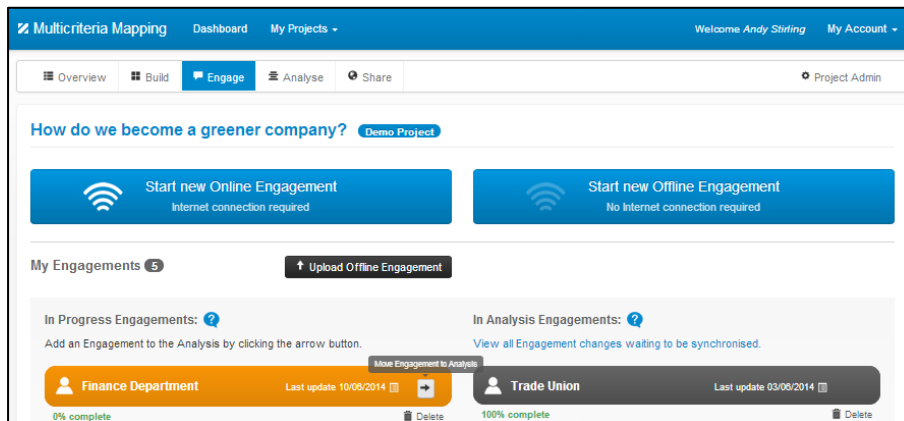 Multicriteria Mapping Dashboard My Projects Welcome Andy Stirling My Account
Overview Build Engage Analyse Share Project Admin
How do we become a greener company? Demo Project
Start new Online Engagement
Internet connection required
Start new Offline Engagement
No Internet connection required
My Engagements 5 Upload Offline Engagement
In Progress Engagements: ?
Add an Engagement to the Analysis by clicking the arrow button.
Move Engagement to Analysis
Finance Department Last update 10/06/2014
0% complete Delete
In Analysis Engagements: ?
View all Engagement changes waiting to be synchronised.
Trade Union Last update 03/06/2014
100% complete Delete